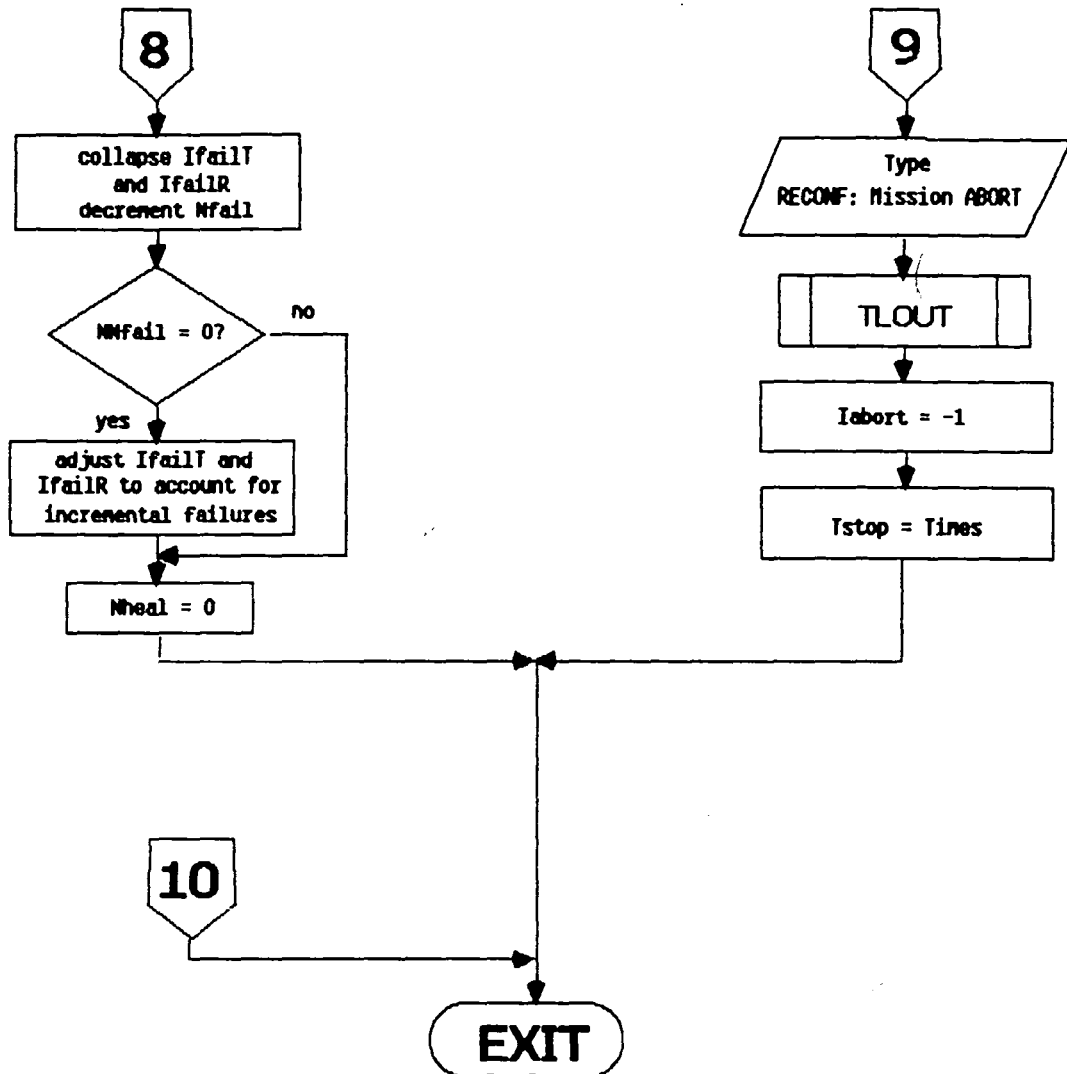 8
collapse IfailT
and IfailR
decrement Nfail
NNfail = 0?
no
yes
adjust IfailT and
IfailR to account for
incremental failures
Nheal = 0
9
Type
RECONF: Mission ABORT
TLOUT
Iabort = -1
Tstop = Times
10
EXIT